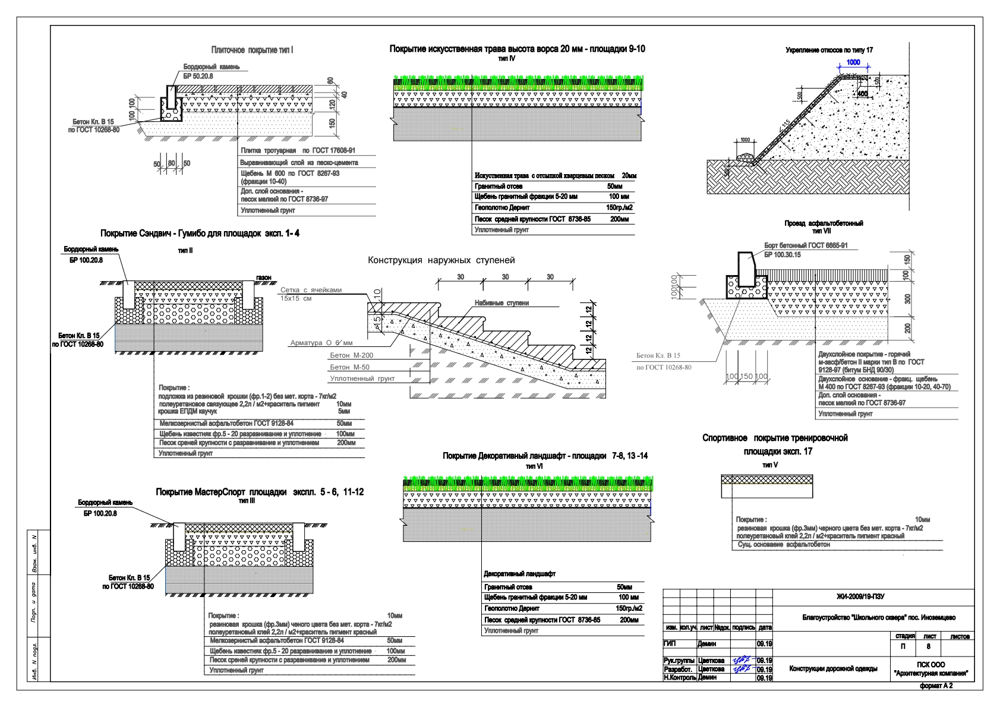 Плиточное покрытие тип I
Бордюрный камень
БР 50.20.8
60
40
120
150
100
100
Бетон Кл. В 15
по ГОСТ 10268-80
50 80 50
Плитка тротуарная по ГОСТ 17608-91
Выравнивающий слой из песко-цемента
Щебень М 600 по ГОСТ 8267-93
(фракции 10-40)
Доп. слой основания -
песок мелкий по ГОСТ 8736-97
Уплотненный грунт
Покрытие искусственная трава высота ворса 20 мм - площадки 9-10
тип IV
Искуственная трава с отсыпкой кварцевым песком 20мм
Гранитный отсев 50мм
Щебень гранитный фракции 5-20 мм 100 мм
Геополотно Дернит 150гр./м2
Песок средней крупности ГОСТ 8736-85 200мм
Уплотненный грунт
Укрепление откосов по типу 17
1000
500
400
500
1000
500
Покрытие Сэндвич - Гумибо для площадок эксп. 1- 4
тип II
Бордюрный камень
БР 100.20.8
газон
Бетон Кл. В 15
по ГОСТ 10268-80
Покрытие :
подложка из резиновой крошки (фр.1-2) без мет. корта - 7кг/м2
полеуретановое связующее 2,2л / м2+краситель пигмент 10мм
крошка ЕПДМ каучук 5мм
Мелкозернистый асфальтобетон ГОСТ 9128-84 50мм
Щебень известняк фр.5 - 20 разравнивание и уплотнение 100мм
Песок среней крупности с разравнивание и уплотнением 200мм
Уплотненный грунт
Конструкция наружных ступеней
30 30 30
Сетка с ячейками
15х15 см
10
15
Набивные ступени
12
12
12
12
Арматура О 6 мм
Бетон М-200
Бетон М-50
Уплотненный грунт
Проезд асфальтобетонный
тип VII
Борт бетонный ГОСТ 6665-91
БР 100.30.15
150
100
300
200
100
100
Бетон Кл. В 15
по ГОСТ 10268-80
100 150 100
Двухслойное покрытие - горячий
м-засф/бетон II марки тип В по ГОСТ
9128-97 (битум БНД 90/30)
Двухслойное основание - фракц. щебень
М 400 по ГОСТ 8267-93 (фракции 10-20, 40-70)
Доп. слой основания -
песок мелкий по ГОСТ 8736-97
Уплотненный грунт
Спортивное покрытие тренировочной
площадки эксп. 17
тип V
Покрытие : 10мм
резиновая крошка (фр.3мм) черного цвета без мет. корта - 7кг/м2
полеуретановый клей 2,2л / м2+краситель пигмент красный
Сущ. основаеие асфальтобетон
Покрытие МастерСпорт площадки экспл. 5 - 6, 11-12
тип III
Бордюрный камень
БР 100.20.8
Бетон Кл. В 15
по ГОСТ 10268-80
Покрытие : 10мм
резиновая крошка (фр.3мм) ченого цвета без мет. корта - 7кг/м2
полеуретановый клей 2,2л / м2+краситель пигмент красный
Мелкозернистый асфальтобетон ГОСТ 9128-84 50мм
Щебень известняк фр.5 - 20 разравнивание и уплотнение 100мм
Песок среней крупности с разравнивание и уплотнением 200мм
Уплотненный грунт
Покрытие Декоративный ландшафт - площадки 7-8, 13 -14
тип VI
Декоративный ландшафт
Гранитный отсев 50мм
Щебень гранитный фракции 5-20 мм 100 мм
Геополотно Дернит 150гр./м2
Песок средней крупности ГОСТ 8736-85 200мм
Уплотненный грунт
Взам. инв. N
Подп. и дата
Инв. N подл.
ЖИ-2009/19-ПЗУ
Благоустройство "Школьного сквера" пос. Иноземцево
изм. кол.уч. лист №док. подпись дата
ГИП Демин 09.19
Рук.группы Цветкова 09.19
Разработ. Цветкова 09.19
Н.Контроль Демин 09.19
стадия лист листов
П 8
Конструкции дорожной одежды
ПСК ООО
"Архитектурная компания"
формат А 2